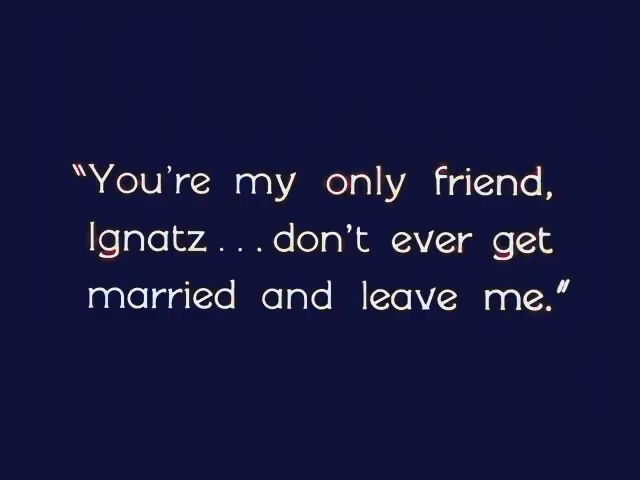 "You're my only friend,
Ignatz . . . don't ever get
married and leave me."